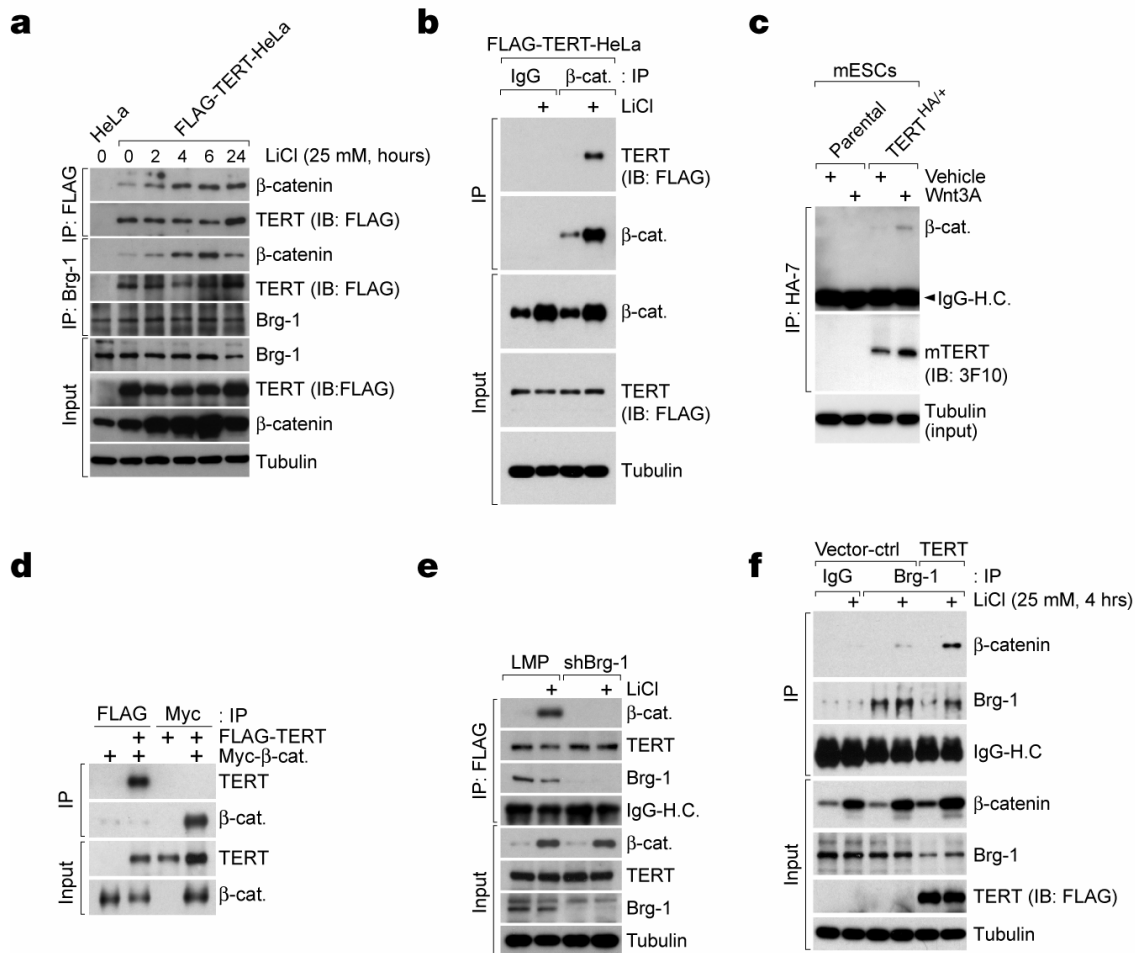 a
HeLa
FLAG-TERT-HeLa
0 0 2 4 6 24 LiCl (25 mM, hours)
IP: FLAG
β-catenin
TERT (IB: FLAG)
IP: Brg-1
β-catenin
TERT (IB: FLAG)
Brg-1
Input
Brg-1
TERT (IB:FLAG)
β-catenin
Tubulin
b
FLAG-TERT-HeLa
IgG β-cat. : IP
+ + LiCl
IP
TERT
(IB: FLAG)
β-cat.
Input
β-cat.
TERT
(IB: FLAG)
Tubulin
c
mESCs
Parental TERT HA/+
+ + Vehicle
+ + Wnt3A
IP: HA-7
β-cat.
IgG-H.C.
mTERT
(IB: 3F10)
Tubulin
(input)
d
FLAG Myc : IP
+ + + FLAG-TERT
+ + + Myc-β-cat.
IP
TERT
β-cat.
Input
TERT
β-cat.
e
LMP shBrg-1
+ + LiCl
IP: FLAG
β-cat.
TERT
Brg-1
IgG-H.C.
Input
β-cat.
TERT
Brg-1
Tubulin
f
Vector-ctrl TERT
IgG Brg-1 : IP
+ + + LiCl (25 mM, 4 hrs)
IP
β-catenin
Brg-1
IgG-H.C
Input
β-catenin
Brg-1
TERT (IB: FLAG)
Tubulin